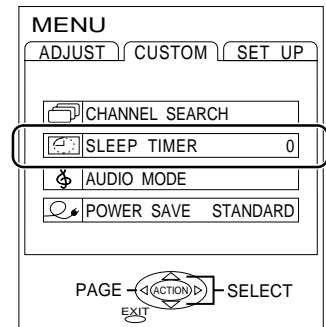 MENU
ADJUST CUSTOM SET UP
CHANNEL SEARCH
SLEEP TIMER 0
AUDIO MODE
POWER SAVE STANDARD
PAGE ACTION SELECT
EXIT